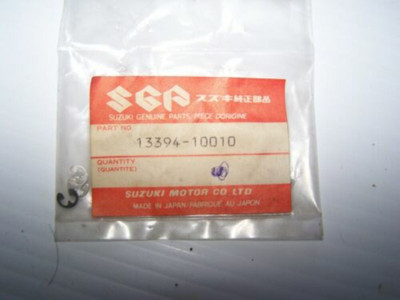 SGP スズキ純正部品
SUZUKI GENUINE PARTS/PIECE D'ORIGINE
PART NO.
13394-10010
QUANTITY
(QUANTITE)
SUZUKI MOTOR CO LTD.
MADE IN JAPAN/FABRIQUÉ AU JAPON